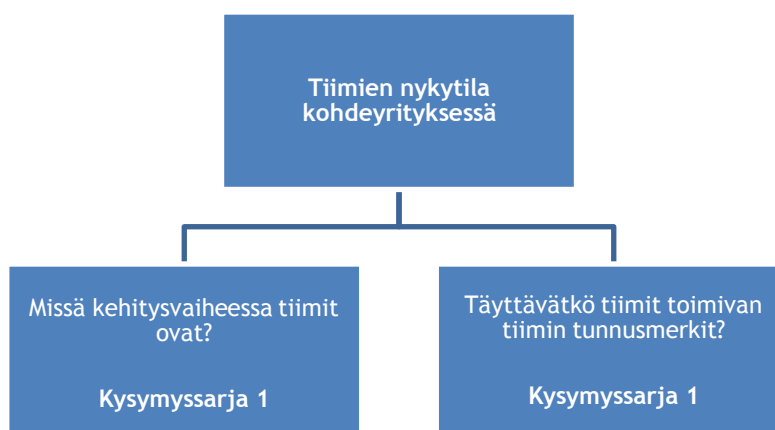 Tiimien nykytila
kohdeyrityksessä
Missä kehitysvaiheessa tiimit
ovat?
Kysymyssarja 1
Täyttävätkö tiimit toimivan
tiimin tunnusmerkit?
Kysymyssarja 1